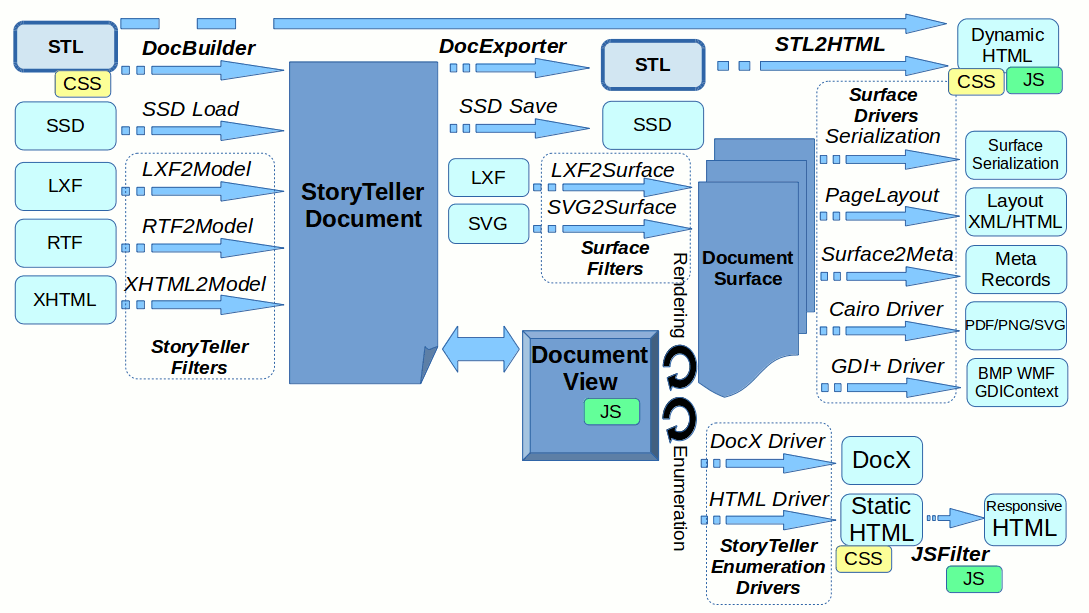 STL
CSS
SSD
LXF
RTF
XHTML
DocBuilder
SSD Load
LXF2Model
RTF2Model
XHTML2Model
StoryTeller
Filters
StoryTeller
Document
DocExporter
SSD Save
STL
SSD
LXF
SVG
LXF2Surface
SVG2Surface
Surface
Filters
Document
View
JS
Rendering
Enumeration
Document
Surface
STL2HTML
Dynamic
HTML
CSS
JS
Surface
Drivers
Serialization
PageLayout
Surface2Meta
Cairo Driver
GDI+ Driver
Surface
Serialization
Layout
XML/HTML
Meta
Records
PDF/PNG/SVG
BMP WMF
GDIContext
DocX Driver
HTML Driver
StoryTeller
Enumeration
Drivers
DocX
Static
HTML
CSS
JSFilter
JS
Responsive
HTML